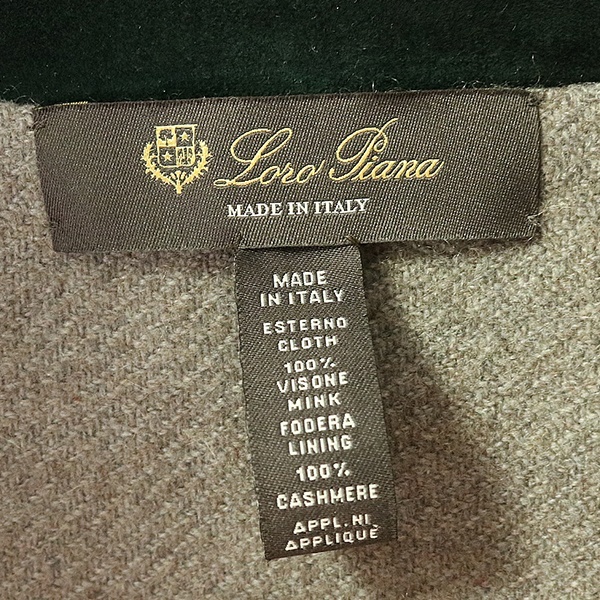 Loro Piana
MADE IN ITALY
MADE
IN ITALY
ESTERNO
CLOTH
100%
VISONE
MINK
FODERA
LINING
100%
CASHMERE
APPL.NI
APPLIQUÉ